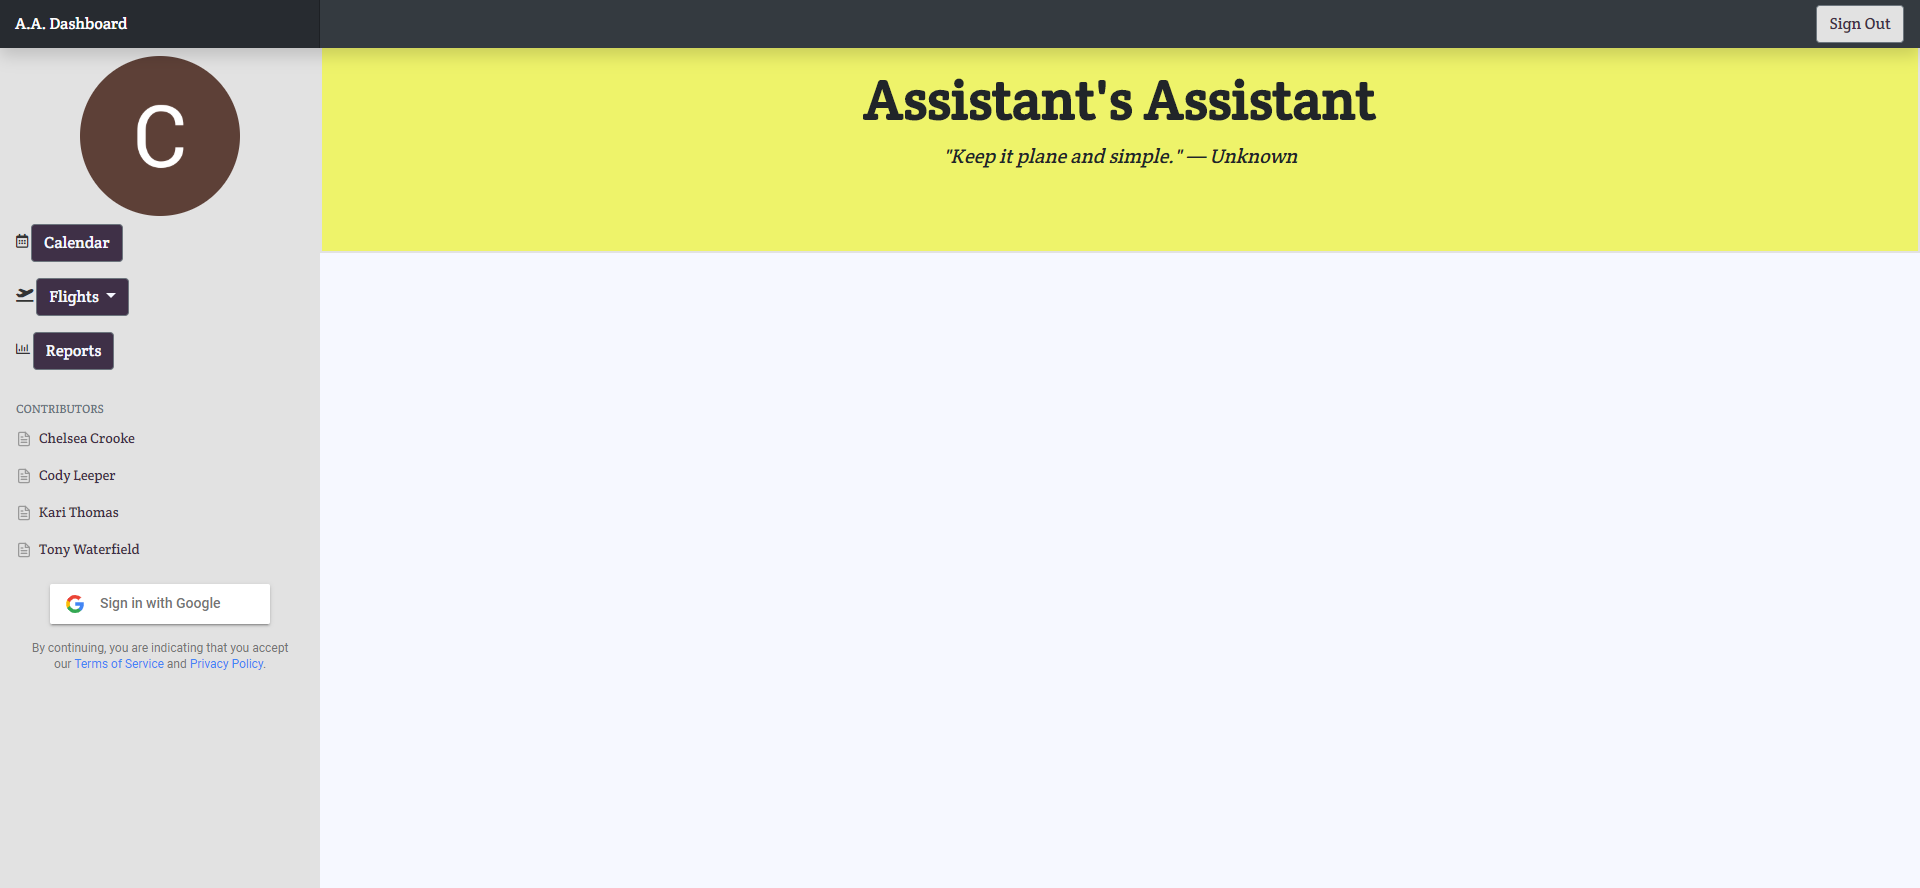 A.A. Dashboard
Sign Out
C
Calendar
Flights
Reports
CONTRIBUTORS
Chelsea Crooke
Cody Leeper
Kari Thomas
Tony Waterfield
Sign in with Google
By continuing, you are indicating that you accept
our Terms of Service and Privacy Policy.
Assistant's Assistant
"Keep it plane and simple." — Unknown